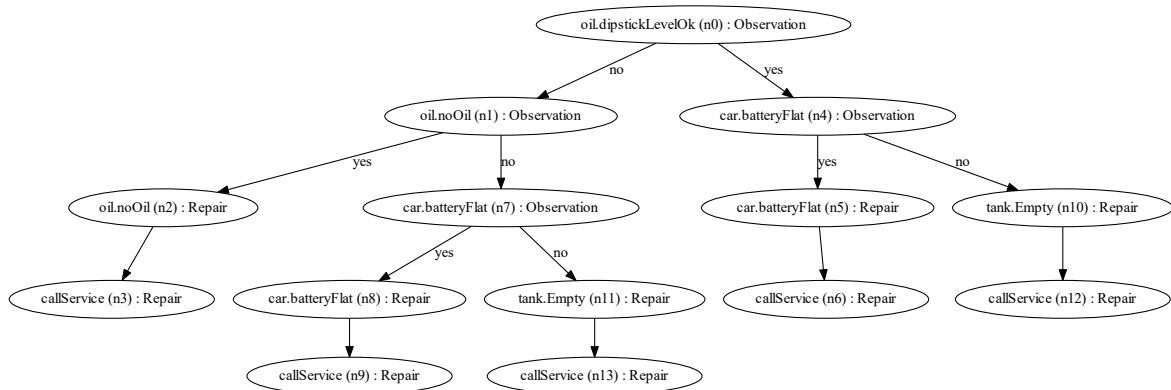 oil.dipstickLevelOk (n0) : Observation
no
yes
oil.noOil (n1) : Observation
car.batteryFlat (n4) : Observation
yes
no
yes
no
oil.noOil (n2) : Repair
car.batteryFlat (n7) : Observation
car.batteryFlat (n5) : Repair
tank.Empty (n10) : Repair
yes
no
callService (n3) : Repair
car.batteryFlat (n8) : Repair
tank.Empty (n11) : Repair
callService (n6) : Repair
callService (n12) : Repair
callService (n9) : Repair
callService (n13) : Repair